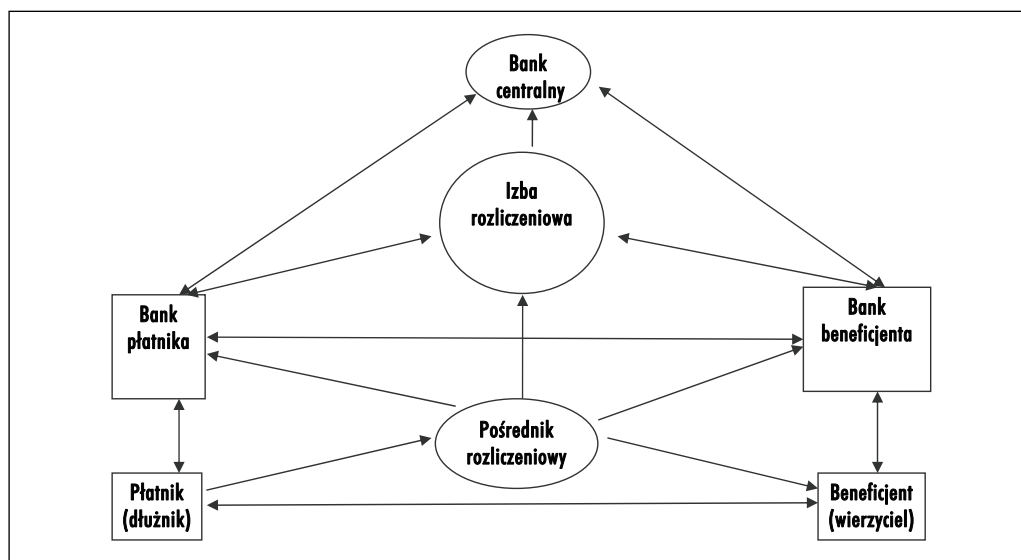 Bank
centralny
Izba
rozliczeniowa
Bank
płatnika
Bank
beneficjenta
Pośrednik
rozliczeniowy
Płatnik
(dłużnik)
Beneficjent
(wierzyciel)